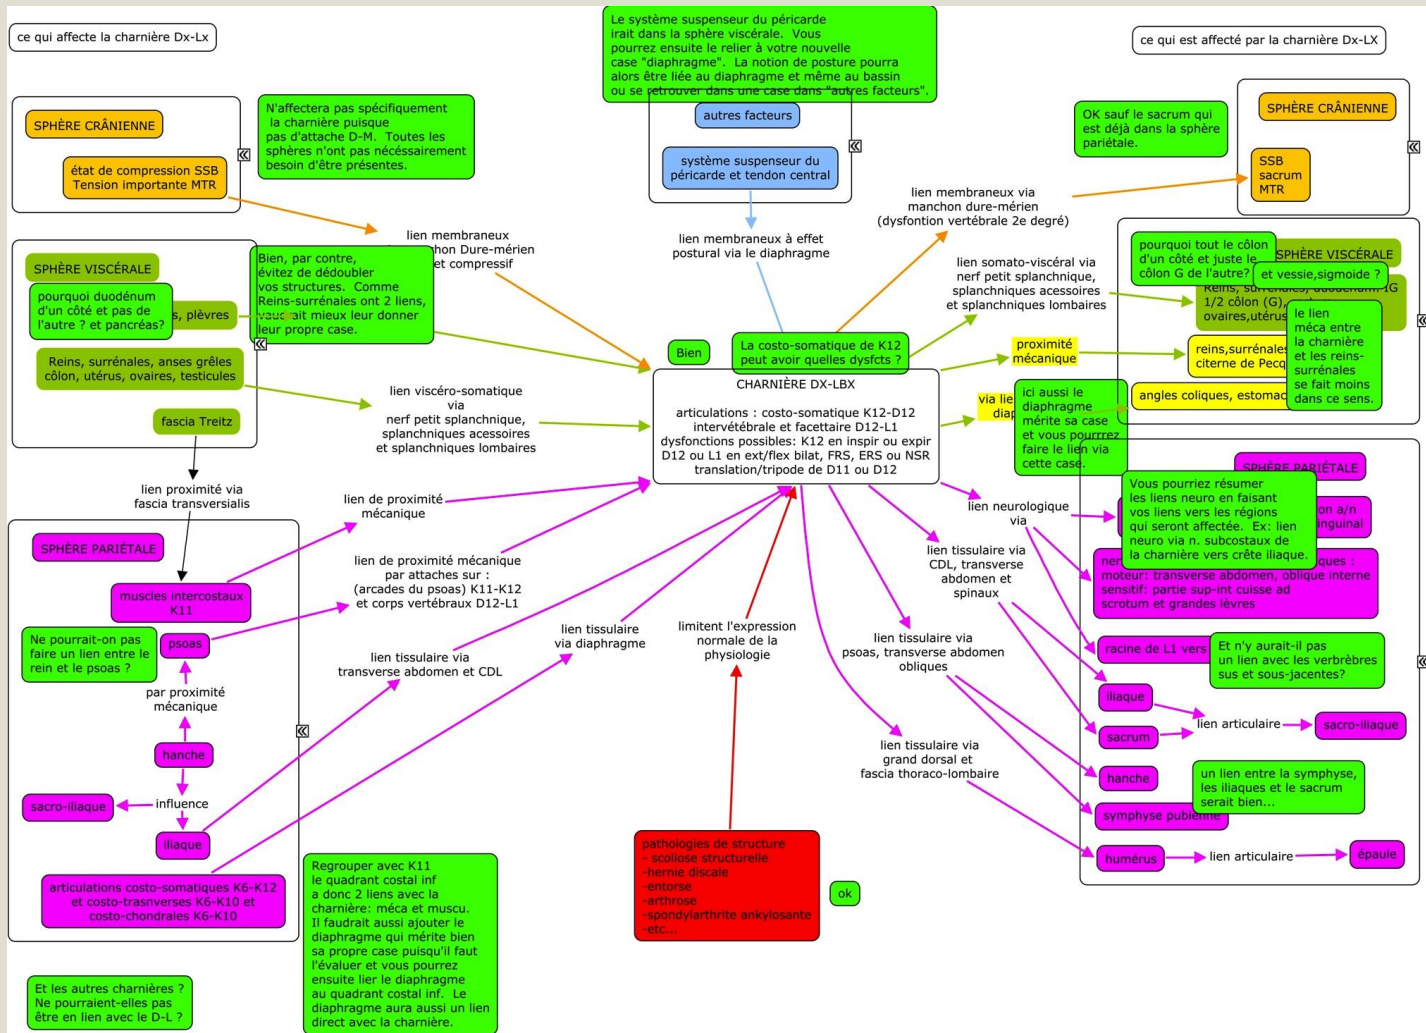 ce qui affecte la charnière Dx-Lx
Le système suspenseur du péricarde
irait dans la sphère viscérale. Vous
pourrez ensuite le relier à votre nouvelle
case "diaphragme". La notion de posture pourra
alors être liée au diaphragme et même au bassin
ou se retrouver dans une case dans "autres facteurs".
ce qui est affecté par la charnière Dx-LX
SPHÈRE CRÂNIENNE
état de compression SSB
Tension importante MTR
N'affectera pas spécifiquement
la charnière puisque
pas d'attache D-M. Toutes les
sphères n'ont pas nécéssairement
besoin d'être présentes.
autres facteurs
système suspenseur du
péricarde et tendon central
OK sauf le sacrum qui
est déjà dans la sphère
pariétale.
SPHÈRE CRÂNIENNE
SSB
sacrum
MTR
lien membraneux
Dure-mérien
et compressif
lien membraneux à effet
postural via le diaphragme
lien membraneux via
manchon dure-mérien
(dysfontion vertébrale 2e degré)
SPHÈRE VISCÉRALE
pourquoi duodénum
d'un côté et pas de
l'autre ? et pancréas?
plèvres
Bien, par contre,
évitez de dédoubler
vos structures. Comme
Reins-surrénales ont 2 liens,
mieux leur donner
leur propre case.
Reins, surrénales, anses grêles
côlon, utérus, ovaires, testicules
fascia Treitz
lien viscéro-somatique
via
nerf petit splanchnique,
splanchniques acessoires
et splanchniques lombaires
lien somato-viscéral via
nerf petit splanchnique,
splanchniques acessoires
et splanchniques lombaires
pourquoi tout le côlon
d'un côté et juste le
côlon G de l'autre?
SPHÈRE VISCÉRALE
et vessie,sigmoide ?
1/2 côlon (G),
ovaires,utérus
le lien
méca entre
la charnière
et les reins-
surrénales
se fait moins
dans ce sens.
reins,surrénales
citerne de Pecq
angles coliques, estomac
proximité
mécanique
via
ici aussi le
diaphragme
mérite sa case
et vous pourrrez
faire le lien via
cette case.
Bien
La costo-somatique de K12
peut avoir quelles dysfcts ?
CHARNIÈRE DX-LBX
articulations : costo-somatique K12-D12
intervétébrale et facettaire D12-L1
dysfonctions possibles: K12 en inspir ou expir
D12 ou L1 en ext/flex bilat, FRS, ERS ou NSR
translation/tripode de D11 ou D12
lien proximité via
fascia transversialis
SPHÈRE PARIÉTALE
muscles intercostaux
K11
Ne pourrait-on pas
faire un lien entre le
rein et le psoas ?
psoas
par proximité
mécanique
hanche
influence
sacro-iliaque
iliaque
articulations costo-somatiques K6-K12
et costo-trasnverses K6-K10 et
costo-chondrales K6-K10
lien de proximité
mécanique
lien de proximité mécanique
par attaches sur :
(arcades du psoas) K11-K12
et corps vertébraux D12-L1
lien tissulaire via
transverse abdomen et CDL
lien tissulaire
via diaphragme
limitent l'expression
normale de la
physiologie
pathologies de structure
- scoliose structurelle
-hernie discale
-entorse
-arthrose
-spondylarthrite ankylosante
-etc...
ok
Regrouper avec K11
le quadrant costal inf
a donc 2 liens avec la
charnière: méca et muscu.
Il faudrait aussi ajouter le
diaphragme qui mérite bien
sa propre case puisqu'il faut
l'évaluer et vous pourrez
ensuite lier le diaphragme
au quadrant costal inf. Le
diaphragme aura aussi un lien
direct avec la charnière.
Et les autres charnières ?
Ne pourraient-elles pas
être en lien avec le D-L ?
lien neurologique
via
lien tissulaire via
CDL, transverse
abdomen et
spinaux
lien tissulaire via
psoas, transverse abdomen
obliques
lien tissulaire via
grand dorsal et
fascia thoraco-lombaire
SPHÈRE PARIÉTALE
Vous pourriez résumer
les liens neuro en faisant
vos liens vers les régions
qui seront affectée. Ex: lien
neuro via n. subcostaux de
la charnière vers crête iliaque.
a/n
inguinal
moteur: transverse abdomen, oblique interne
sensitif: partie sup-int cuisse ad
scrotum et grandes lèvres
racine de L1 vers
Et n'y aurait-il pas
un lien avec les verbrèbres
sus et sous-jacentes?
iliaque
lien articulaire
sacro-iliaque
sacrum
hanche
un lien entre la symphyse,
les iliaques et le sacrum
serait bien...
symphyse pubienne
humérus
lien articulaire
épaule